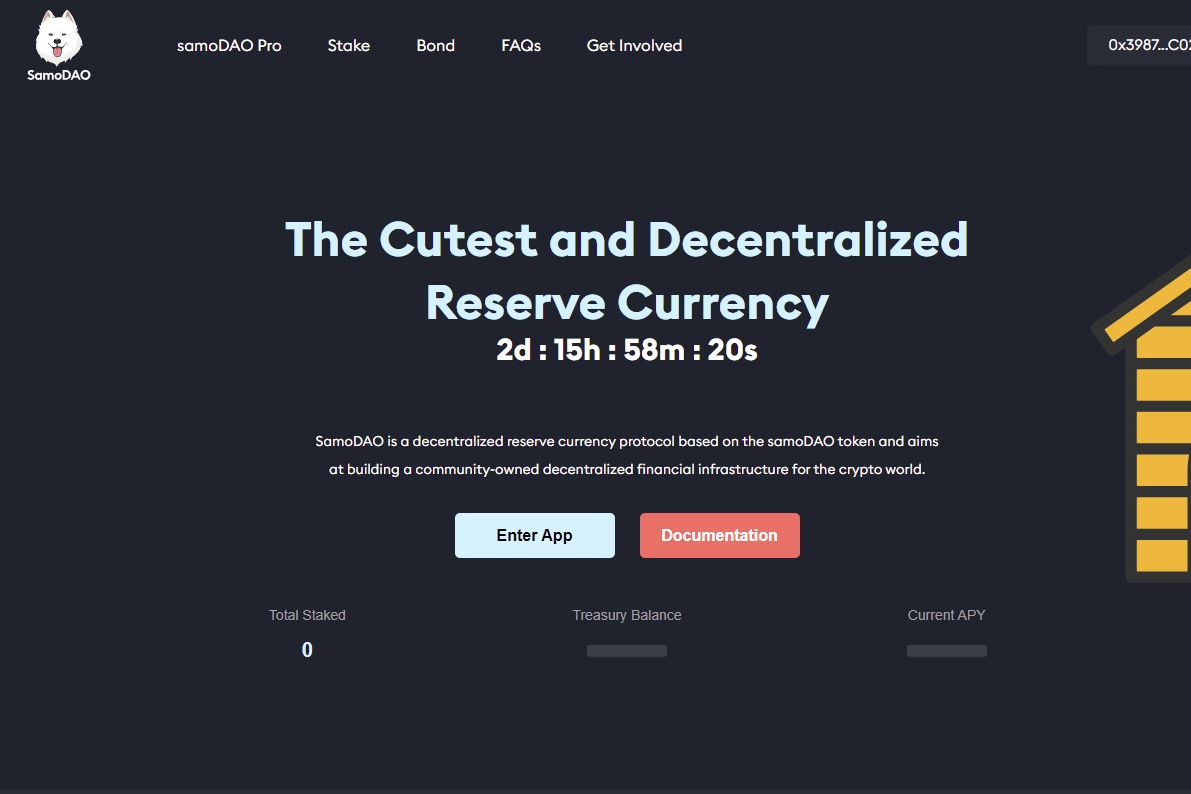 SamoDAO
samoDAO Pro
Stake
Bond
FAQs
Get Involved
0x3987...C02
The Cutest and Decentralized
Reserve Currency
2d : 15h : 58m : 20s
SamoDAO is a decentralized reserve currency protocol based on the samoDAO token and aims
at building a community-owned decentralized financial infrastructure for the crypto world.
Enter App
Documentation
Total Staked
0
Treasury Balance
Current APY